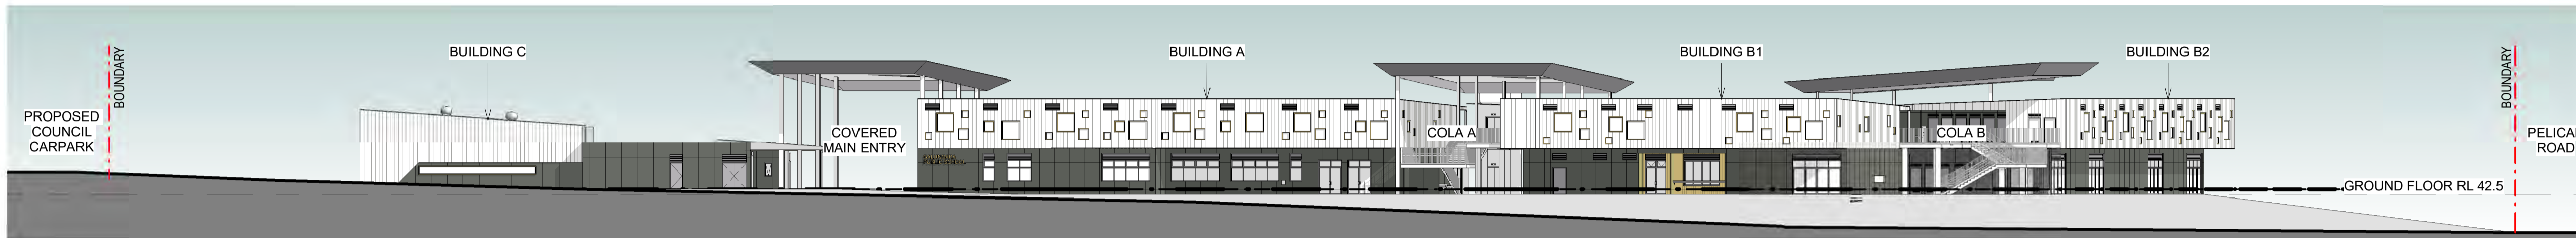 BUILDING C
BUILDING A
BUILDING B1
BUILDING B2
BOUNDARY
BOUNDARY
PROPOSED
COUNCIL
CARPARK
COVERED
MAIN ENTRY
COLA A
COLA B
ROAD
GROUND FLOOR RL 42.5